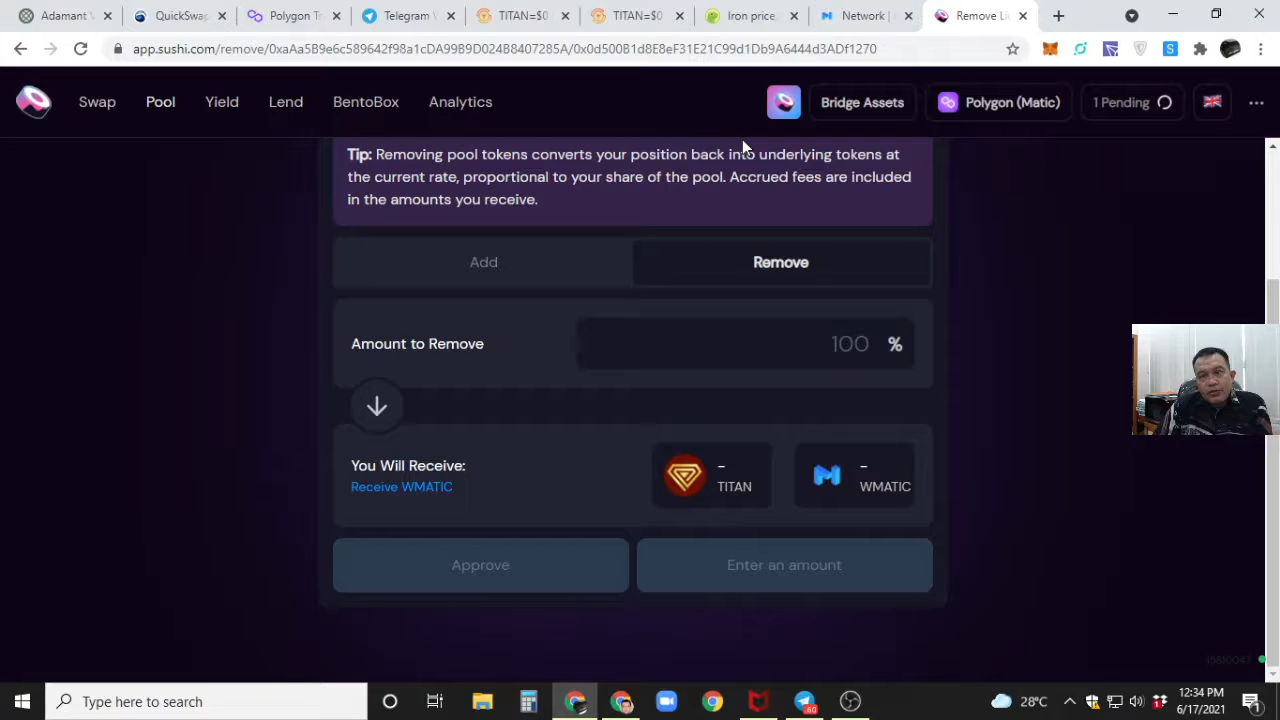 Adamant V
QuickSwap
Polygon T
Telegram W
TITAN=$0
TITAN=$0
Iron price
Network |
Remove Li
app.sushi.com/remove/0xaAa5B9e6c589642f98a1cDA99B9D024B8407285A/0x0d500B1d8E8eF31E21C99d1Db9A6444d3ADf1270
Swap
Pool
Yield
Lend
BentoBox
Analytics
Bridge Assets
Polygon (Matic)
1 Pending
Tip: Removing pool tokens converts your position back into underlying tokens at
the current rate, proportional to your share of the pool. Accrued fees are included
in the amounts you receive.
Add
Remove
Amount to Remove
100 %
You Will Receive:
Receive WMATIC
-
TITAN
-
WMATIC
Approve
Enter an amount
Type here to search
60
28°C
12:34 PM
6/17/2021
1